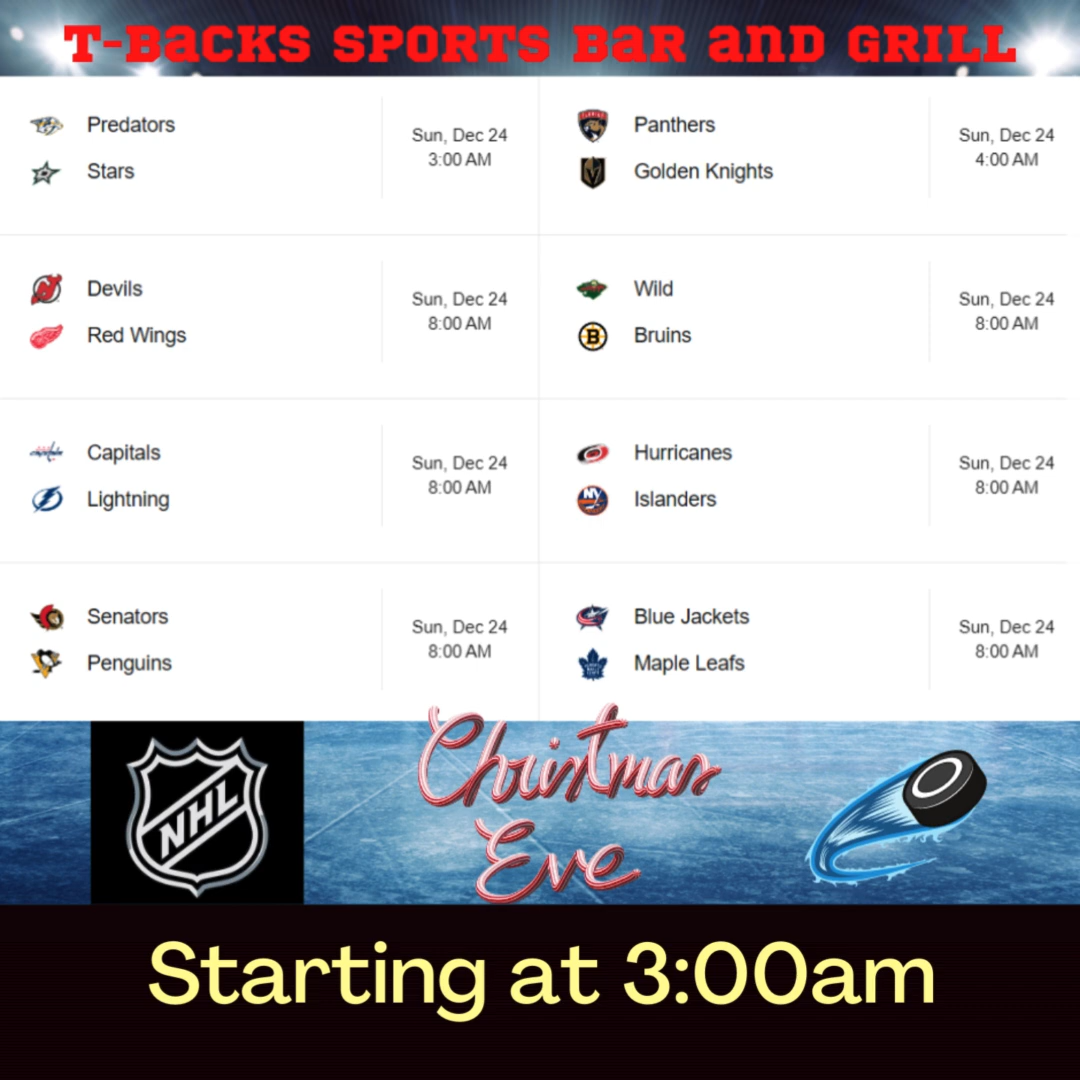 T-BACKS SPORTS BAR AND GRILL
Predators
Stars
Sun, Dec 24
3:00 AM
Panthers
Golden Knights
Sun, Dec 24
4:00 AM
Devils
Red Wings
Sun, Dec 24
8:00 AM
Wild
B
Bruins
Sun, Dec 24
8:00 AM
Capitals
Lightning
Sun, Dec 24
8:00 AM
Hurricanes
NY
Islanders
Sun, Dec 24
8:00 AM
Senators
Penguins
Sun, Dec 24
8:00 AM
Blue Jackets
Maple Leafs
Sun, Dec 24
8:00 AM
NHL
Christmas
Eve
Starting at 3:00am